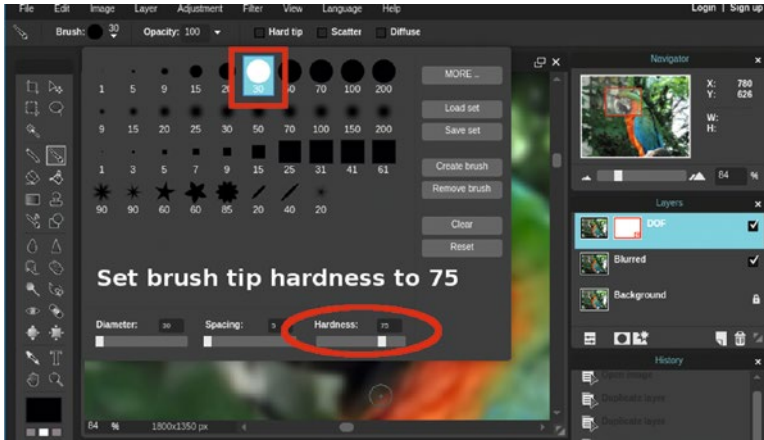 File Edit Image Layer Adjustment Filter View Language Help Login | Sign up
Brush: 30 Opacity: 100 Hard tip Scatter Diffuse
Navigator
1 5 9 15 30 70 100 200
MORE ...
X: 780
Y: 626
W:
H:
Load set
9 15 20 25 30 50 70 100 150 200
Save set
1 3 5 7 9 15 25 31 41 61
Create brush
84 %
Remove brush
90 90 60 60 85 20 40 20
Layers
Clear
DOF
Reset
Blurred
Set brush tip hardness to 75
Background
Diameter: 30 Spacing: 5 Hardness: 75
History
Open image
Duplicate layer
Duplicate layer
84 % 1800x1350 px